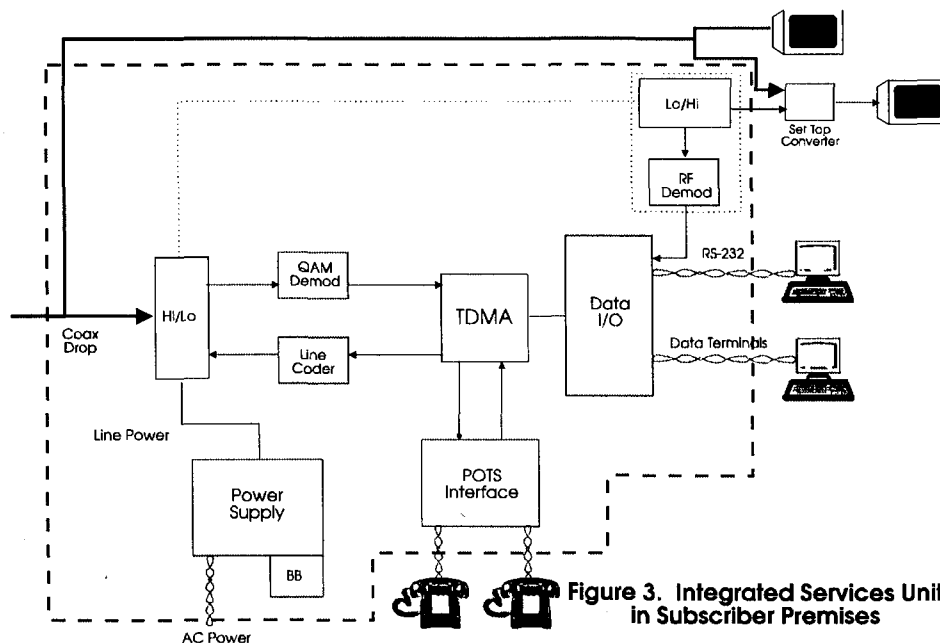 Lo/Hi
Set Top
Converter
RF
Demod
RS-232
QAM
Demod
Hi/Lo
TDMA
Data
I/O
Coax
Drop
Line
Coder
Data Terminals
Line Power
POTS
Interface
Power
Supply
BB
AC Power
Figure 3. Integrated Services Unit
in Subscriber Premises